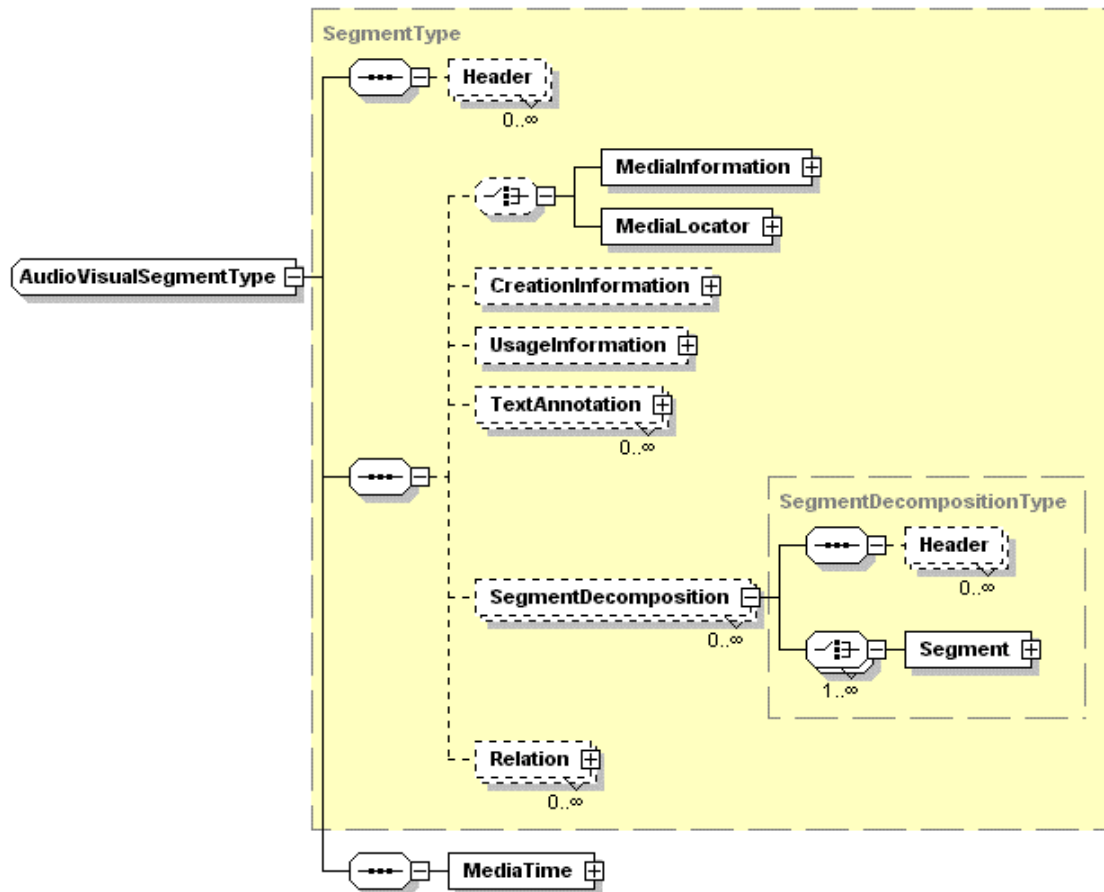 SegmentType
Header
0..∞
MediaInformation
MediaLocator
AudioVisualSegmentType
CreationInformation
UsageInformation
TextAnnotation
0..∞
SegmentDecompositionType
Header
0..∞
SegmentDecomposition
0..∞
Segment
1..∞
Relation
0..∞
MediaTime